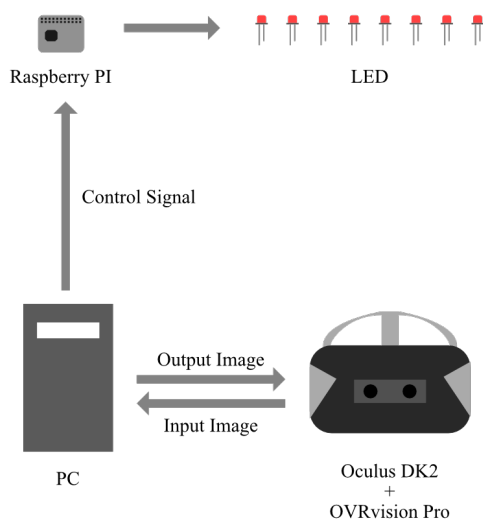 Raspberry PI
LED
Control Signal
Output Image
Input Image
PC
Oculus DK2
+
OVRvision Pro